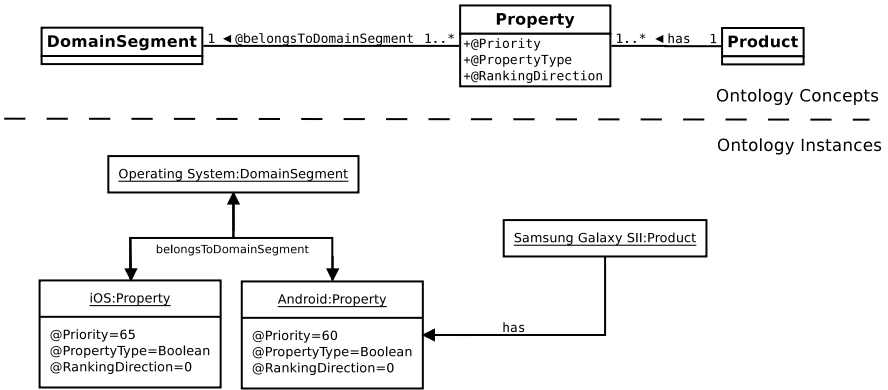 Property
DomainSegment 1 ◄ @belongsToDomainSegment 1..* 1..* ◄ has 1 Product
+@Priority
+@PropertyType
+@RankingDirection
Ontology Concepts
Ontology Instances
Operating System:DomainSegment
Samsung Galaxy SII:Product
belongsToDomainSegment
iOS:Property
@Priority=65
@PropertyType=Boolean
@RankingDirection=0
Android:Property
@Priority=60
@PropertyType=Boolean
@RankingDirection=0
has